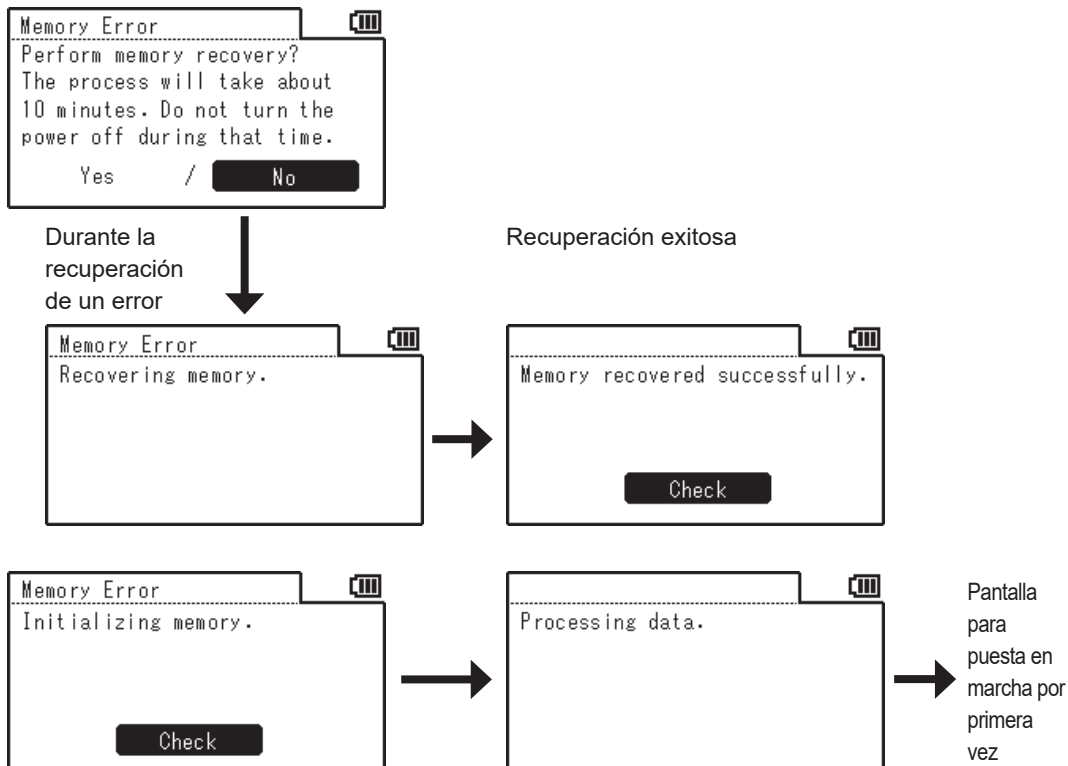 Memory Error
Perform memory recovery?
The process will take about
10 minutes. Do not turn the
power off during that time.
Yes / No
Durante la
recuperación
de un error
Recuperación exitosa
Memory Error
Recovering memory.
Memory recovered successfully.
Check
Memory Error
Initializing memory.
Check
Processing data.
Pantalla
para
puesta en
marcha por
primera
vez